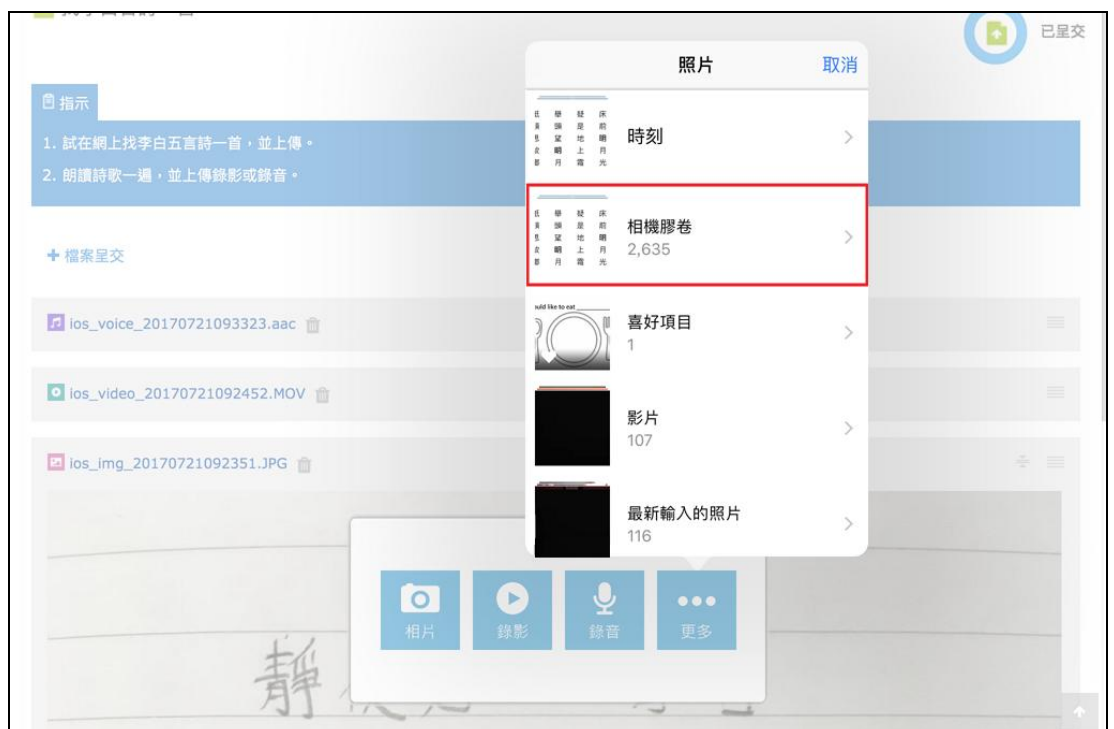 已呈交
指示
1. 試在網上找李白五言詩一首，並上傳。
2. 朗讀詩歌一遍，並上傳錄影或錄音。
檔案呈交
ios_voice_20170721093323.aac
ios_video_20170721092452.MOV
ios_img_20170721092351.JPG
照片
取消
時刻
相機膠卷
2,635
喜好項目
1
影片
107
最新輸入的照片
116
相片
錄影
錄音
更多
靜